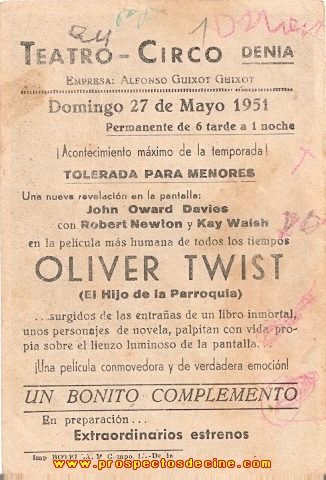 TEATRO-CIRCO DENIA
EMPRESA: ALFONSO GUIXOT GUIXOT
Domingo 27 de Mayo 1951
Permanente de 6 tarde a 1 noche
¡Acontecimiento máximo de la temporada!
TOLERADA PARA MENORES
Una nueva revelación en la pantalla:
John Oward Davies
con Robert Newton y Kay Walsh
en la película más humana de todos los tiempos
OLIVER TWIST
(El Hijo de la Parroquia)
...surgidos de las entrañas de un libro inmortal,
unos personajes de novela, palpitan con vida pro-
pia sobre el lienzo luminoso de la pantalla...
¡Una película conmovedora y de verdadera emoción!
UN BONITO COMPLEMENTO
En preparación...
Extraordinarios estrenos
Imp
www.prospectosdecine.com